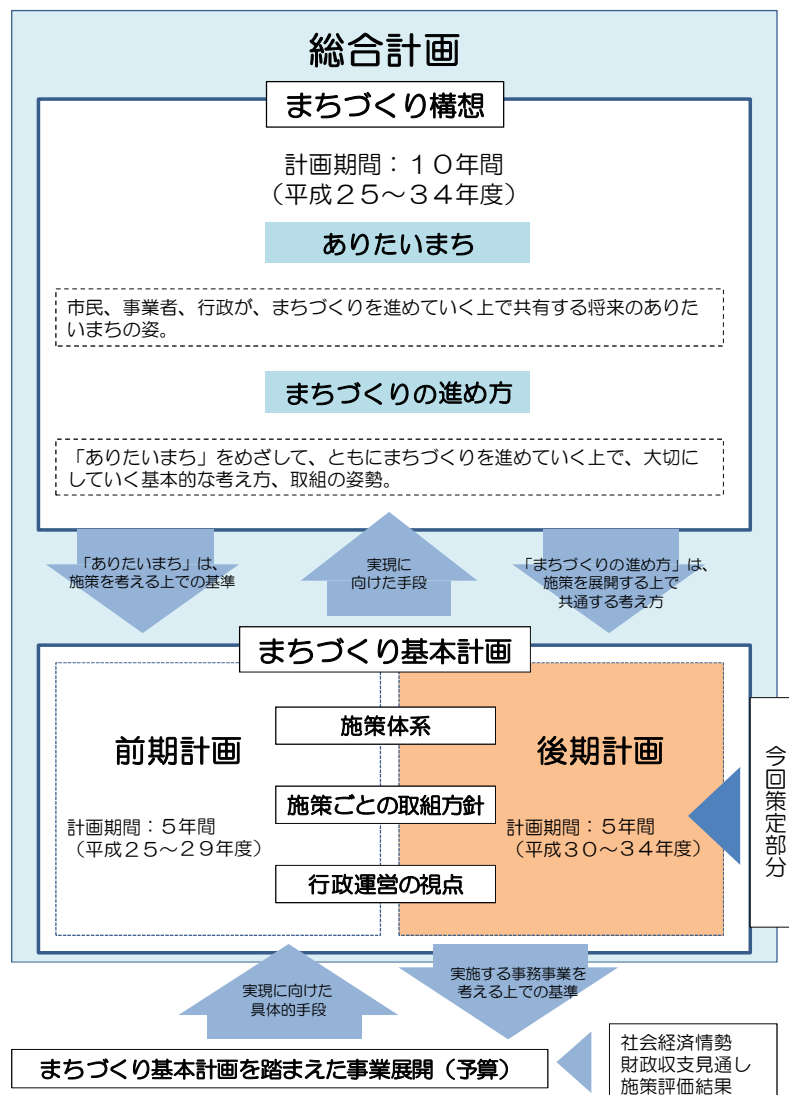 総合計画
まちづくり構想
計画期間：１０年間
（平成２５～３４年度）
ありたいまち
市民、事業者、行政が、まちづくりを進めていく上で共有する将来のありた
いまちの姿。
まちづくりの進め方
「ありたいまち」をめざして、ともにまちづくりを進めていく上で、大切に
していく基本的な考え方、取組の姿勢。
「ありたいまち」は、
施策を考える上での基準
実現に
向けた手段
「まちづくりの進め方」は、
施策を展開する上で
共通する考え方
まちづくり基本計画
前期計画
計画期間：５年間
（平成２５～２９年度）
施策体系
施策ごとの取組方針
行政運営の視点
後期計画
計画期間：５年間
（平成３０～３４年度）
今回策定部分
実現に向けた
具体的手段
実施する事務事業を
考える上での基準
まちづくり基本計画を踏まえた事業展開（予算）
社会経済情勢
財政収支見通し
施策評価結果